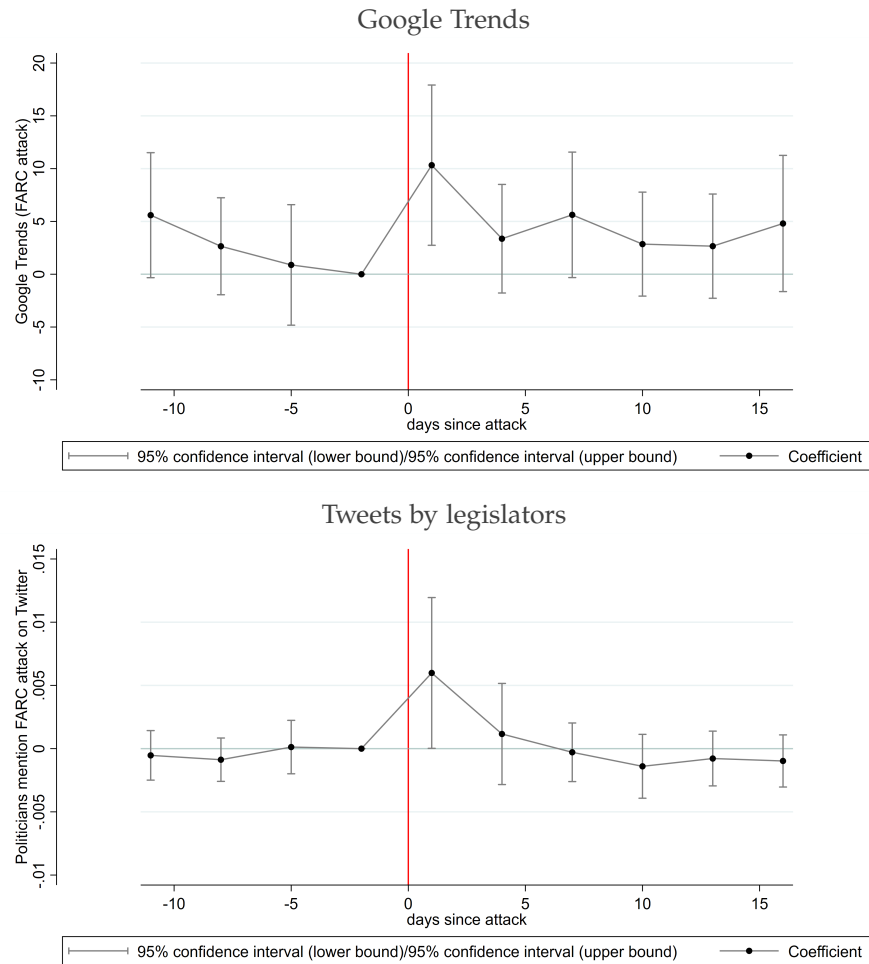 Google Trends
Google Trends (FARC attack)
20
15
10
5
0
-5
-10
-10 -5 0 5 10 15
days since attack
95% confidence interval (lower bound)/95% confidence interval (upper bound) Coefficient
Tweets by legislators
Politicians mention FARC attack on Twitter
.015
.01
.005
0
-.005
-.01
-10 -5 0 5 10 15
days since attack
95% confidence interval (lower bound)/95% confidence interval (upper bound) Coefficient